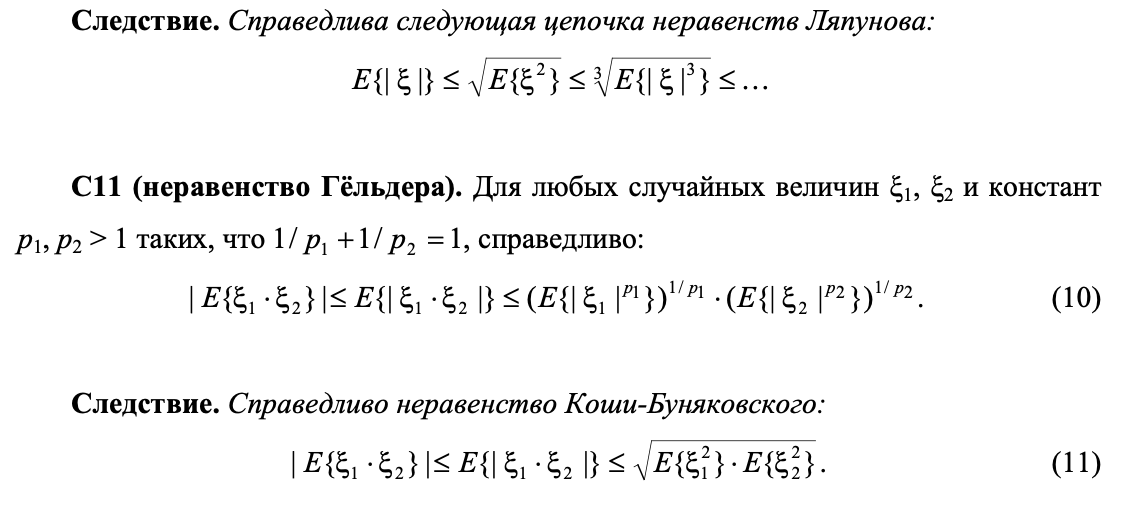 Следствие. Справедлива следующая цепочка неравенств Ляпунова:
E{| ξ |} ≤ √E{ξ²} ≤ ∛E{| ξ |³} ≤ …
С11 (неравенство Гёльдера). Для любых случайных величин ξ₁, ξ₂ и констант
p₁, p₂ > 1 таких, что 1/ p₁ +1/ p₂ = 1, справедливо:
| E{ξ₁ · ξ₂} |≤ E{| ξ₁ · ξ₂ |} ≤ (E{| ξ₁ |^{p1}})^{1/ p1} · (E{| ξ₂ |^{p2}})^{1/ p2}. (10)
Следствие. Справедливо неравенство Коши-Буняковского:
| E{ξ₁ · ξ₂} |≤ E{| ξ₁ · ξ₂ |} ≤ √(E{ξ₁²} · E{ξ₂²}). (11)